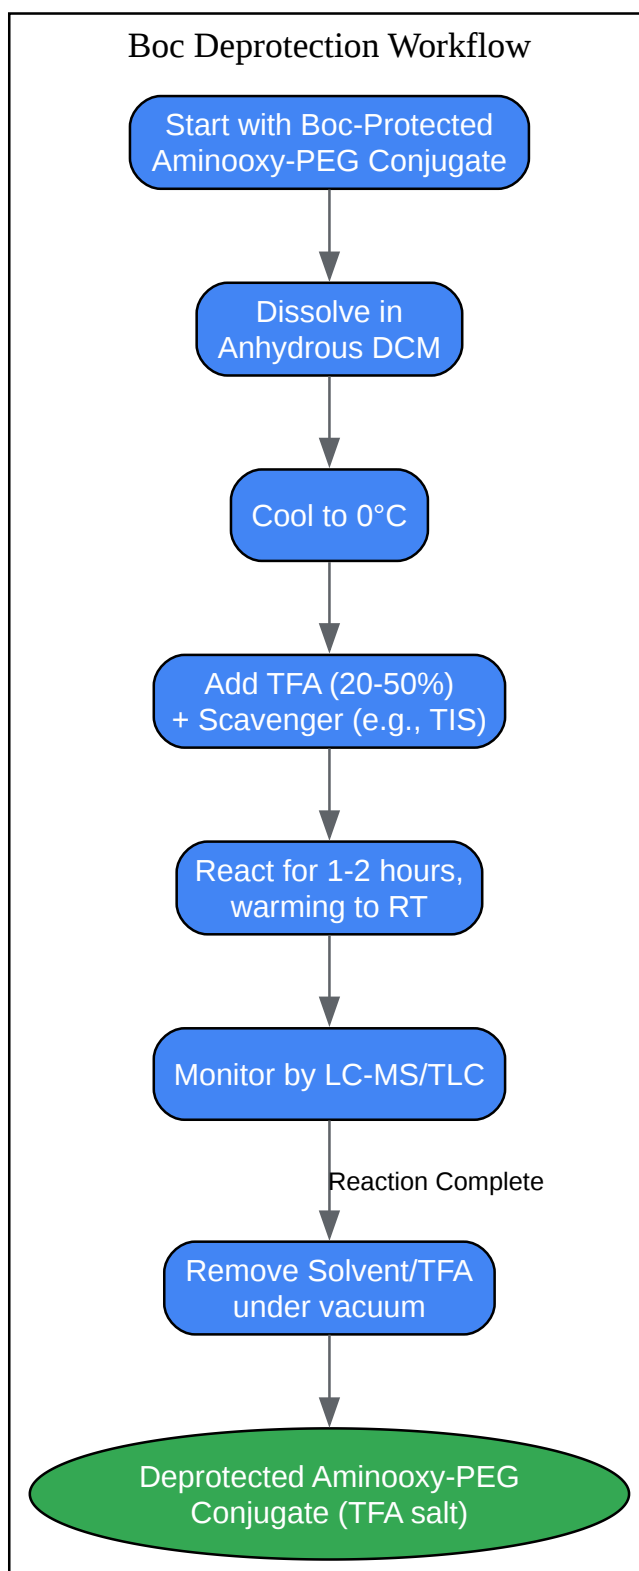 Boc Deprotection Workflow
Start with Boc-Protected
Aminooxy-PEG Conjugate
Dissolve in
Anhydrous DCM
Cool to 0°C
Add TFA (20-50%)
+ Scavenger (e.g., TIS)
React for 1-2 hours,
warming to RT
Monitor by LC-MS/TLC
Reaction Complete
Remove Solvent/TFA
under vacuum
Deprotected Aminooxy-PEG
Conjugate (TFA salt)